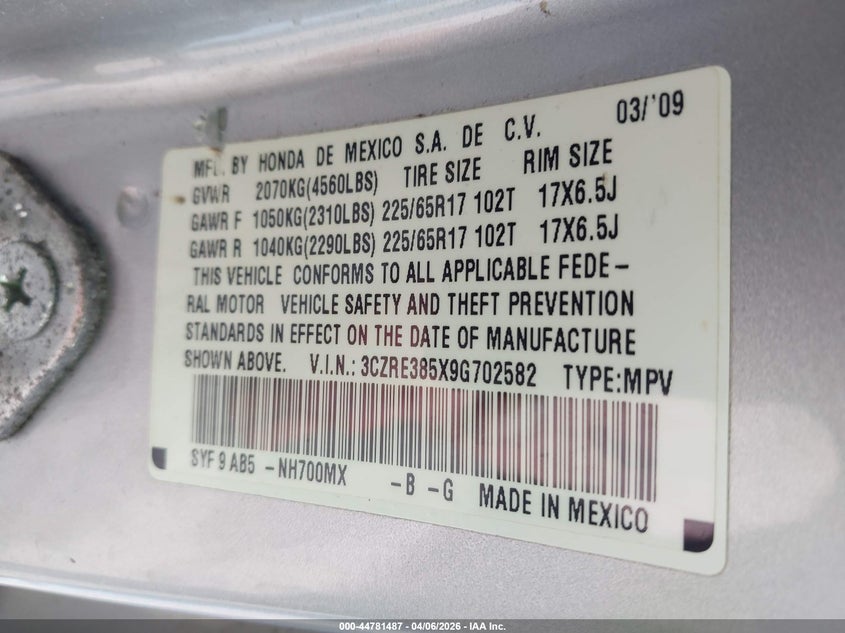 03/'09
MFD. BY HONDA DE MEXICO S.A. DE C.V.
GVWR 2070KG(4560LBS) TIRE SIZE RIM SIZE
GAWR F 1050KG(2310LBS) 225/65R17 102T 17X6.5J
GAWR R 1040KG(2290LBS) 225/65R17 102T 17X6.5J
THIS VEHICLE CONFORMS TO ALL APPLICABLE FEDE-
RAL MOTOR VEHICLE SAFETY AND THEFT PREVENTION
STANDARDS IN EFFECT ON THE DATE OF MANUFACTURE
SHOWN ABOVE. V.I.N.: 3CZRE385X9G702582 TYPE:MPV
SYF 9 AB5 -NH700MX -B -G MADE IN MEXICO
000-44781487 - 04/06/2026 - IAA Inc.